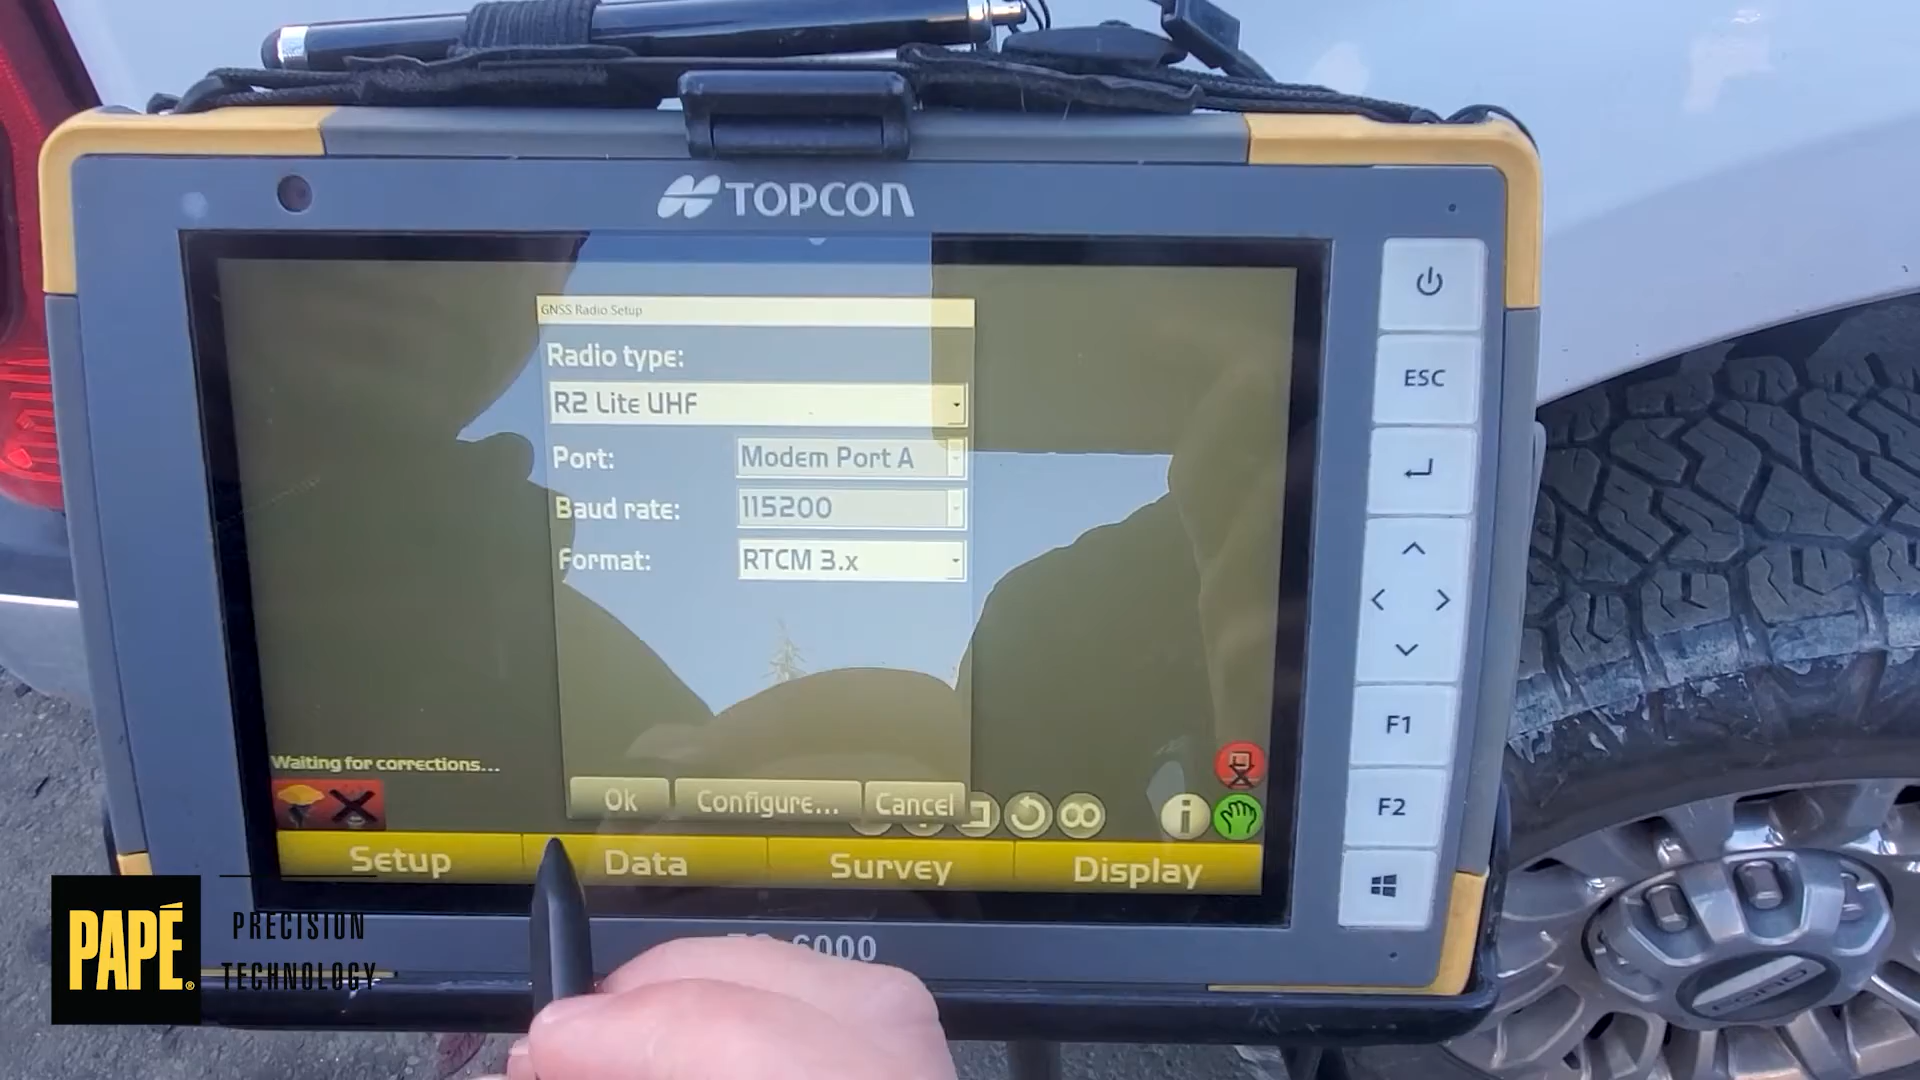 TOPCON
GNSS Radio Setup
Radio type:
R2 Lite UHF
Port: Modem Port A
Baud rate: 115200
Format: RTCM 3.x
Waiting for corrections...
Ok Configure... Cancel
Setup Data Survey Display
ESC
F1
F2
6000
PAPÉ®
PRECISION
TECHNOLOGY